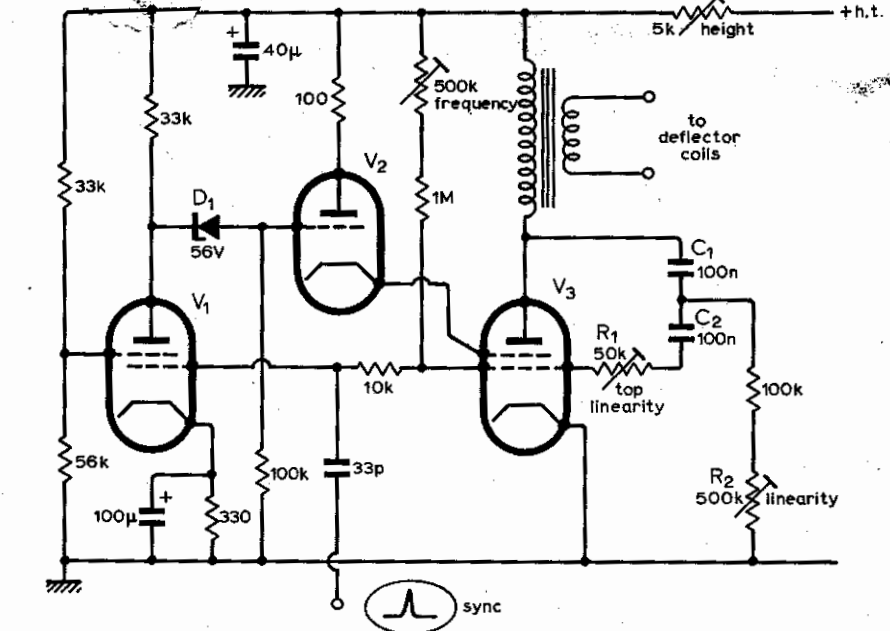 +h.t.
5k height
+
40μ
100
500k
frequency
33k
to
deflector
coils
V2
33k
D1
56V
1M
C1
100n
V1
V3
C2
100n
R1
50k
top
linearity
10k
100k
56k
100k
33p
R2
500k linearity
+
100μ
330
sync